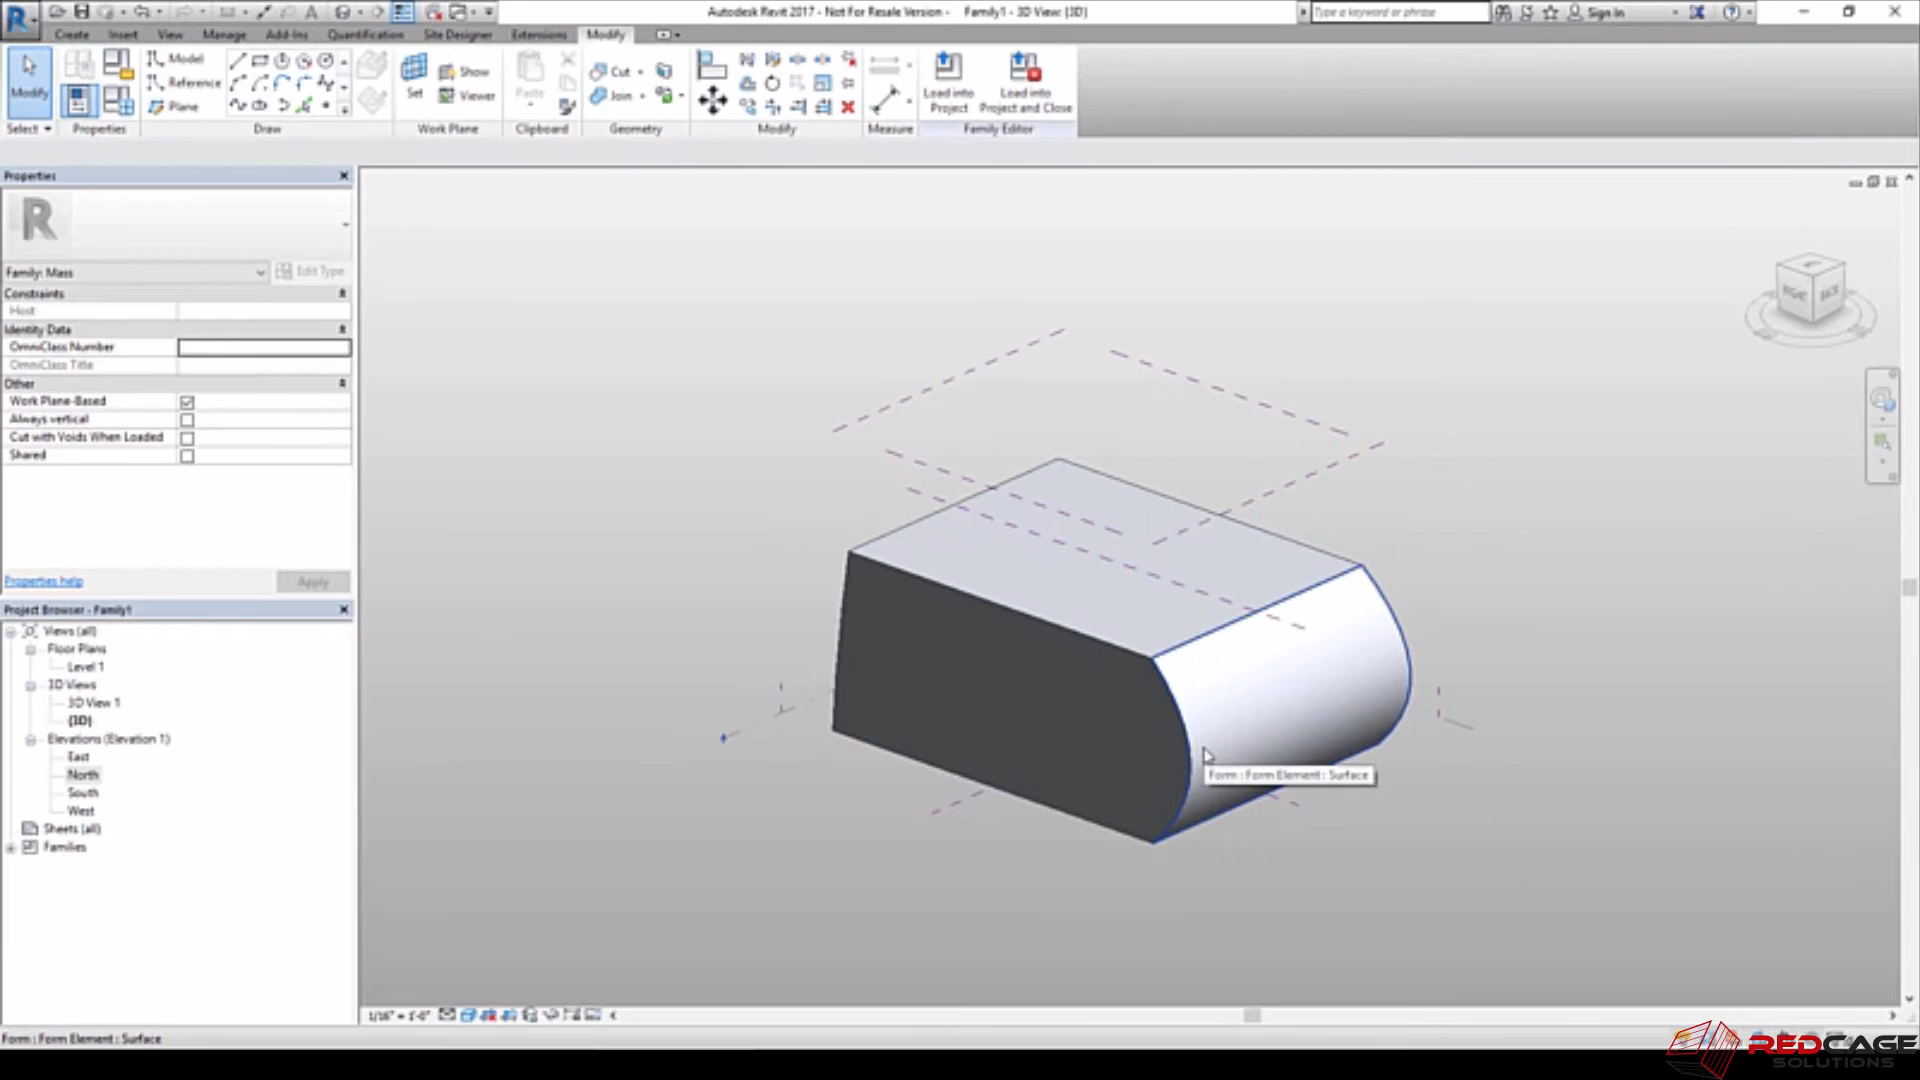 Autodesk Revit 2017 - Not For Resale Version - Family1 - 3D View: {3D}
Type a keyword or phrase
Sign In
Create Insert View Manage Add-Ins Quantification Site Designer Extensions Modify
Modify
Model
Reference
Plane
Set
Show
Viewer
Paste
Cut
Join
Load into
Project
Load into
Project and Close
Select Properties Draw Work Plane Clipboard Geometry Modify Measure Family Editor
Properties
R
Family: Mass
Edit Type
Constraints
Host
Identity Data
OmniClass Number
OmniClass Title
Other
Work Plane-Based
Always vertical
Cut with Voids When Loaded
Shared
Properties help
Apply
Project Browser - Family1
Views (all)
Floor Plans
Level 1
3D Views
3D View 1
{3D}
Elevations (Elevation 1)
East
North
South
West
Sheets (all)
Families
Form : Form Element : Surface
1/16" = 1'-0"
Form : Form Element : Surface
REDCAGE
SOLUTIONS